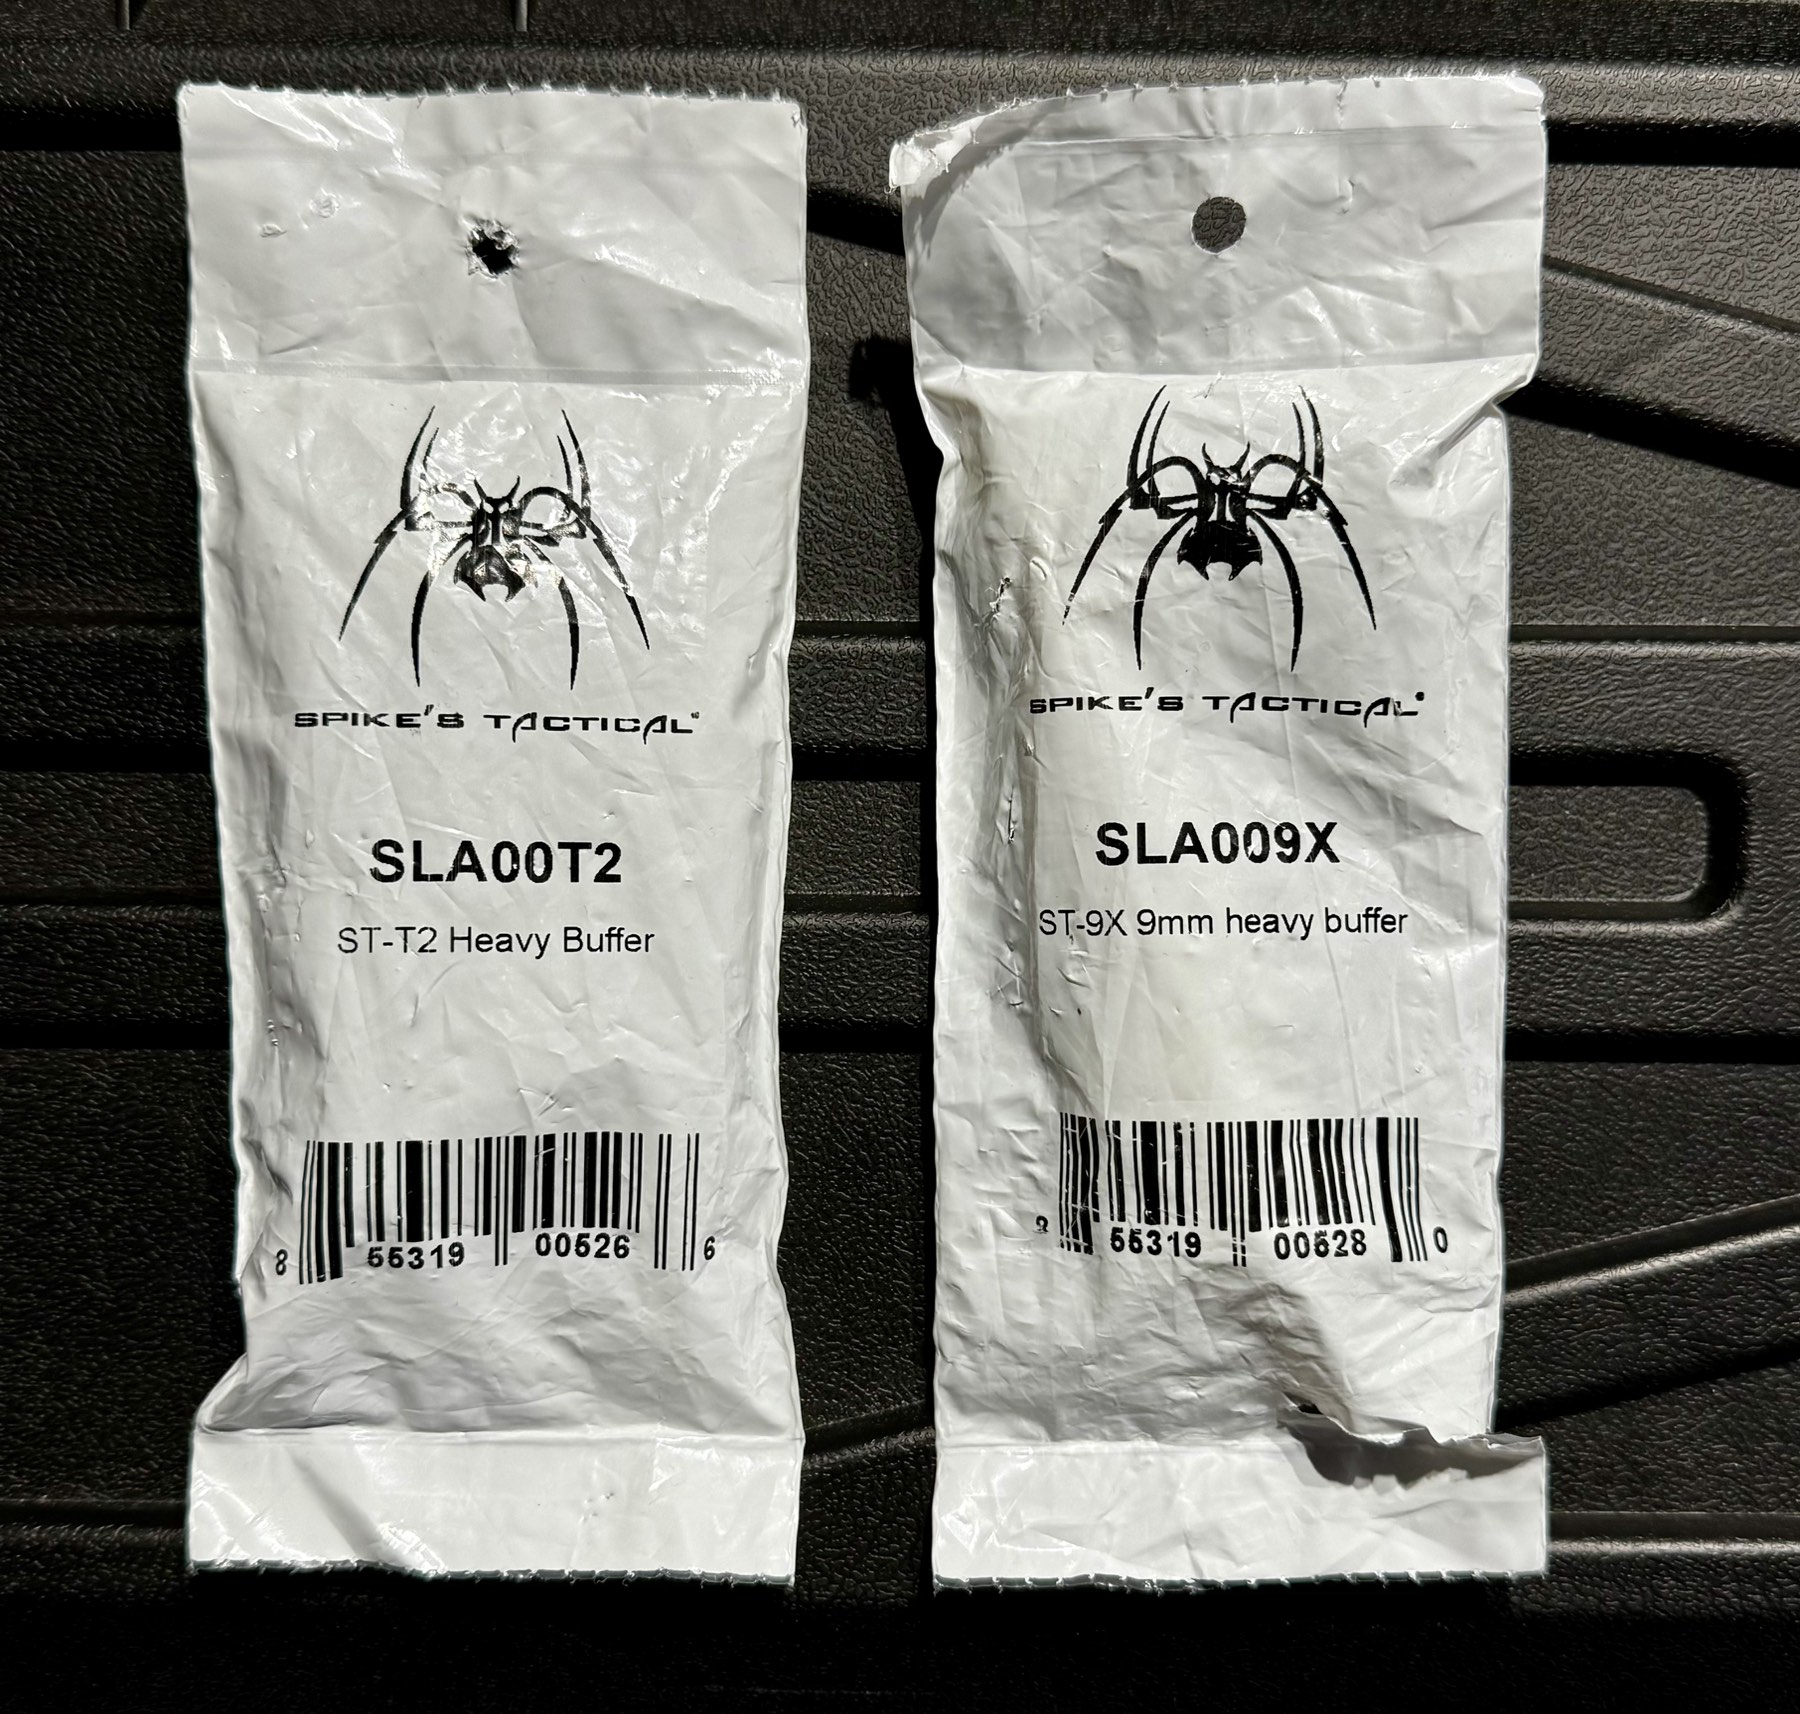 SPIKE'S TACTICAL
SLA00T2
ST-T2 Heavy Buffer
8 55319 00526 6
SPIKE'S TACTICAL
SLA009X
ST-9X 9mm heavy buffer
8 55319 00528 0